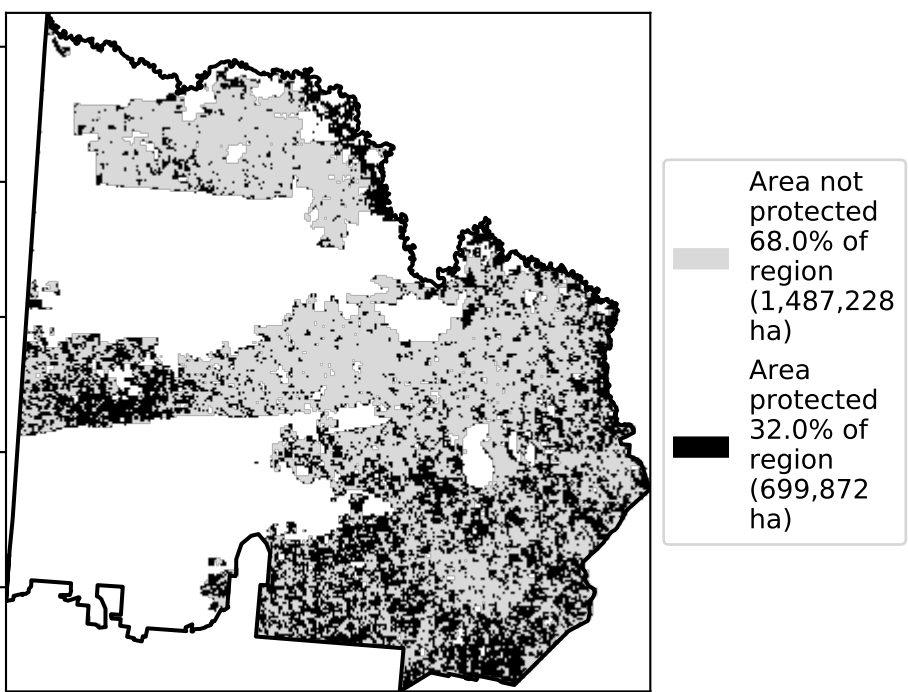 Area not
protected
68.0% of
region
(1,487,228
ha)
Area
protected
32.0% of
region
(699,872
ha)